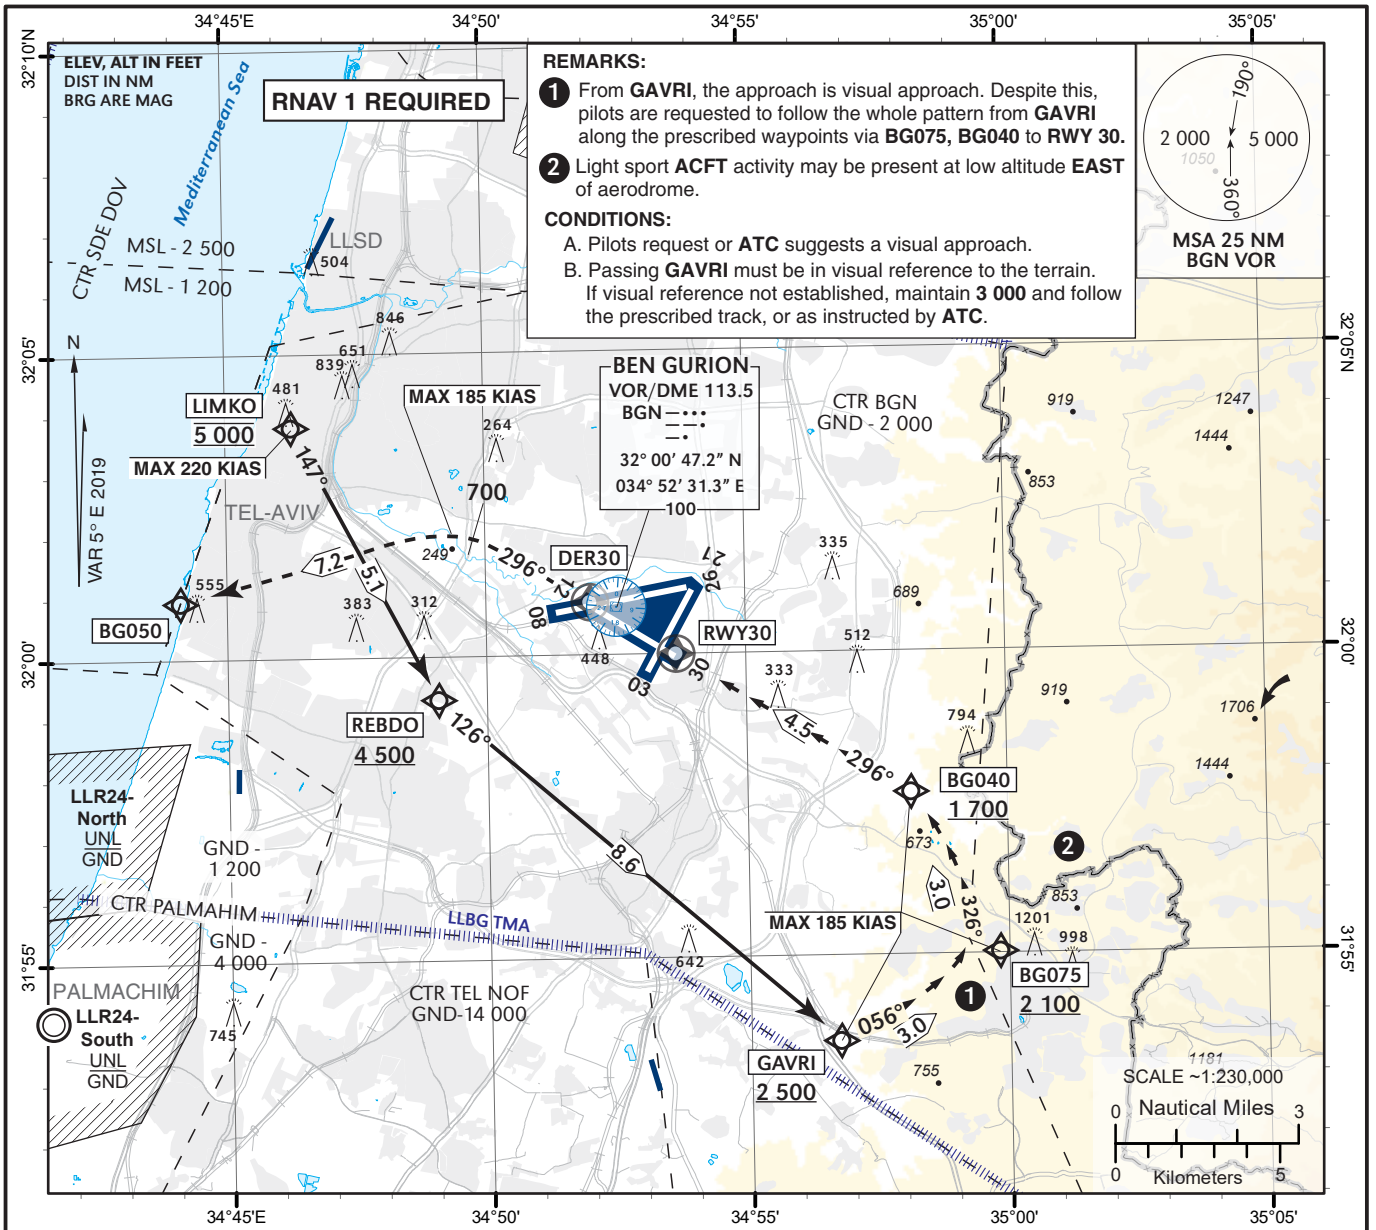 34°45'E
34°50'
34°55'
35°00'
35°05'
32°10'N
ELEV, ALT IN FEET
DIST IN NM
BRG ARE MAG
Mediterranean Sea
RNAV 1 REQUIRED
REMARKS:
1 From GAVRI, the approach is visual approach. Despite this,
pilots are requested to follow the whole pattern from GAVRI
along the prescribed waypoints via BG075, BG040 to RWY 30.
2 Light sport ACFT activity may be present at low altitude EAST
of aerodrome.
CONDITIONS:
A. Pilots request or ATC suggests a visual approach.
B. Passing GAVRI must be in visual reference to the terrain.
If visual reference not established, maintain 3 000 and follow
the prescribed track, or as instructed by ATC.
190°
2 000
5 000
1050
360°
MSA 25 NM
BGN VOR
CTR SDE DOV
MSL - 2 500
MSL - 1 200
LLSD
504
846
651
839
481
32°05'
32°05'N
N
VAR 5° E 2019
LIMKO
5 000
MAX 220 KIAS
147°
TEL-AVIV
MAX 185 KIAS
264
700
BEN GURION
VOR/DME 113.5
BGN
32° 00' 47.2" N
034° 52' 31.3" E
100
CTR BGN
GND - 2 000
919
1247
1444
853
335
689
512
249
7.2
5.1
296°
DER30
12
08
21
26
RWY30
30
03
448
555
BG050
383
312
32°00'
32°00'
333
4.5
296°
794
919
1706
1444
REBDO
4 500
126°
BG040
1 700
673
2
853
LLR24-
North
UNL
GND
GND -
1 200
8.6
3.0
326°
CTR PALMAHIM
LLBG TMA
MAX 185 KIAS
1201
998
GND -
4 000
642
31°55'
31°55'
BG075
2 100
1
056°
3.0
PALMACHIM
LLR24-
South
UNL
GND
745
CTR TEL NOF
GND-14 000
GAVRI
2 500
755
1181
SCALE ~1:230,000
0 Nautical Miles 3
0 Kilometers 5
34°45'E
34°50'
34°55'
35°00'
35°05'